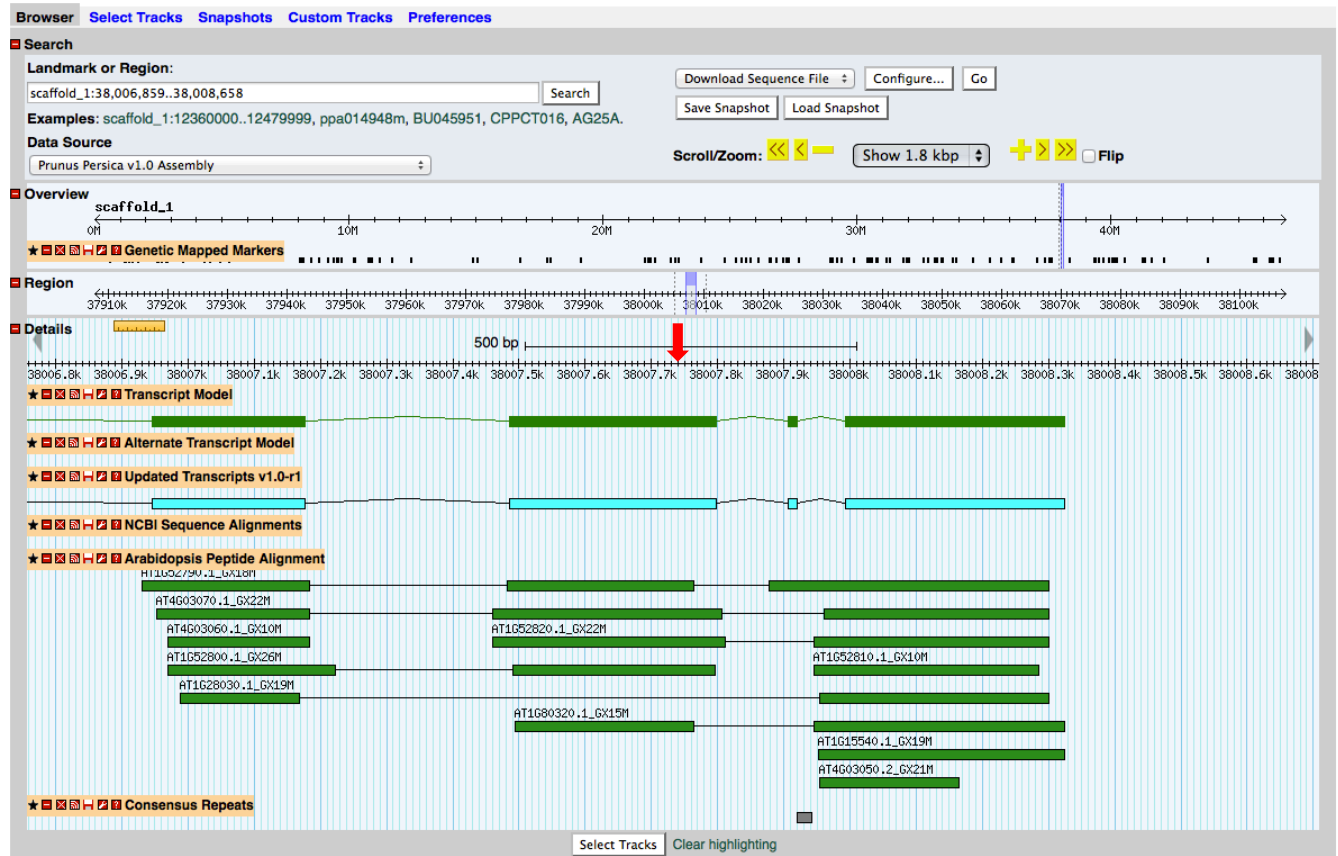 Browser Select Tracks Snapshots Custom Tracks Preferences
Search
Landmark or Region:
scaffold_1:38,006,859..38,008,658 Search
Examples: scaffold_1:12360000..12479999, ppa014948m, BU045951, CPPCT016, AG25A.
Data Source
Prunus Persica v1.0 Assembly
Download Sequence File Configure... Go
Save Snapshot Load Snapshot
Scroll/Zoom: << < Show 1.8 kbp > >> Flip
Overview
scaffold_1
0M 10M 20M 30M 40M
Genetic Mapped Markers
Region
37910k 37920k 37930k 37940k 37950k 37960k 37970k 37980k 37990k 38000k 38010k 38020k 38030k 38040k 38050k 38060k 38070k 38080k 38090k 38100k
Details
500 bp
38006.8k 38006.9k 38007k 38007.1k 38007.2k 38007.3k 38007.4k 38007.5k 38007.6k 38007.7k 38007.8k 38007.9k 38008k 38008.1k 38008.2k 38008.3k 38008.4k 38008.5k 38008.6k 38008
Transcript Model
Alternate Transcript Model
Updated Transcripts v1.0-r1
NCBI Sequence Alignments
Arabidopsis Peptide Alignment
AT1G52790.1_GX18M
AT4G03070.1_GX22M
AT4G03060.1_GX10M AT1G52820.1_GX22M
AT1G52800.1_GX26M AT1G52810.1_GX10M
AT1G28030.1_GX19M
AT1G80320.1_GX15M
AT1G15540.1_GX19M
AT4G03050.2_GX21M
Consensus Repeats
Select Tracks Clear highlighting